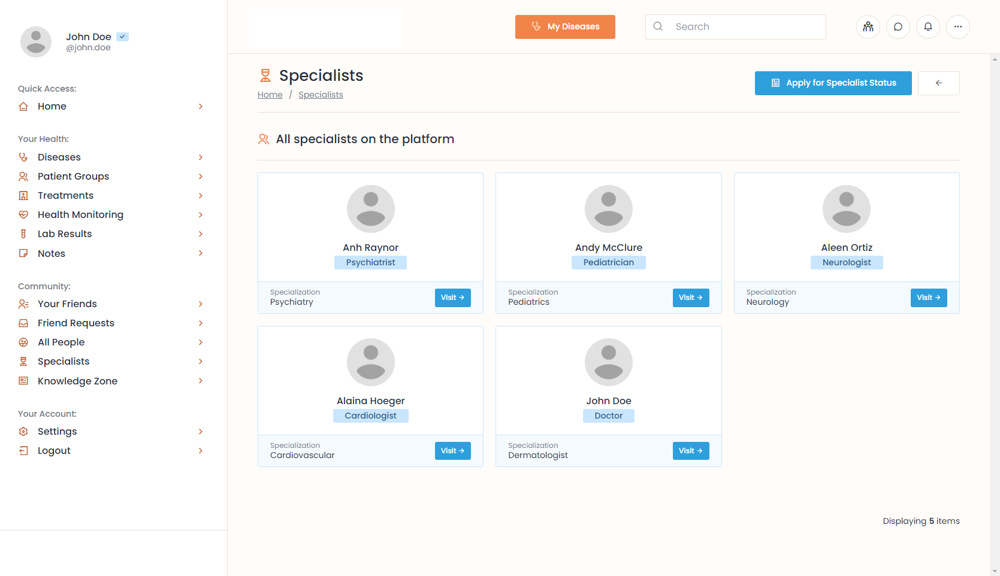 John Doe
@john.doe
Quick Access:
Home
Your Health:
Diseases
Patient Groups
Treatments
Health Monitoring
Lab Results
Notes
Community:
Your Friends
Friend Requests
All People
Specialists
Knowledge Zone
Your Account:
Settings
Logout
My Diseases
Search
Specialists
Home / Specialists
Apply for Specialist Status
All specialists on the platform
Anh Raynor
Psychiatrist
Specialization
Psychiatry
Visit →
Andy McClure
Pediatrician
Specialization
Pediatrics
Visit →
Aleen Ortiz
Neurologist
Specialization
Neurology
Visit →
Alaina Hoeger
Cardiologist
Specialization
Cardiovascular
Visit →
John Doe
Doctor
Specialization
Dermatologist
Visit →
Displaying 5 items